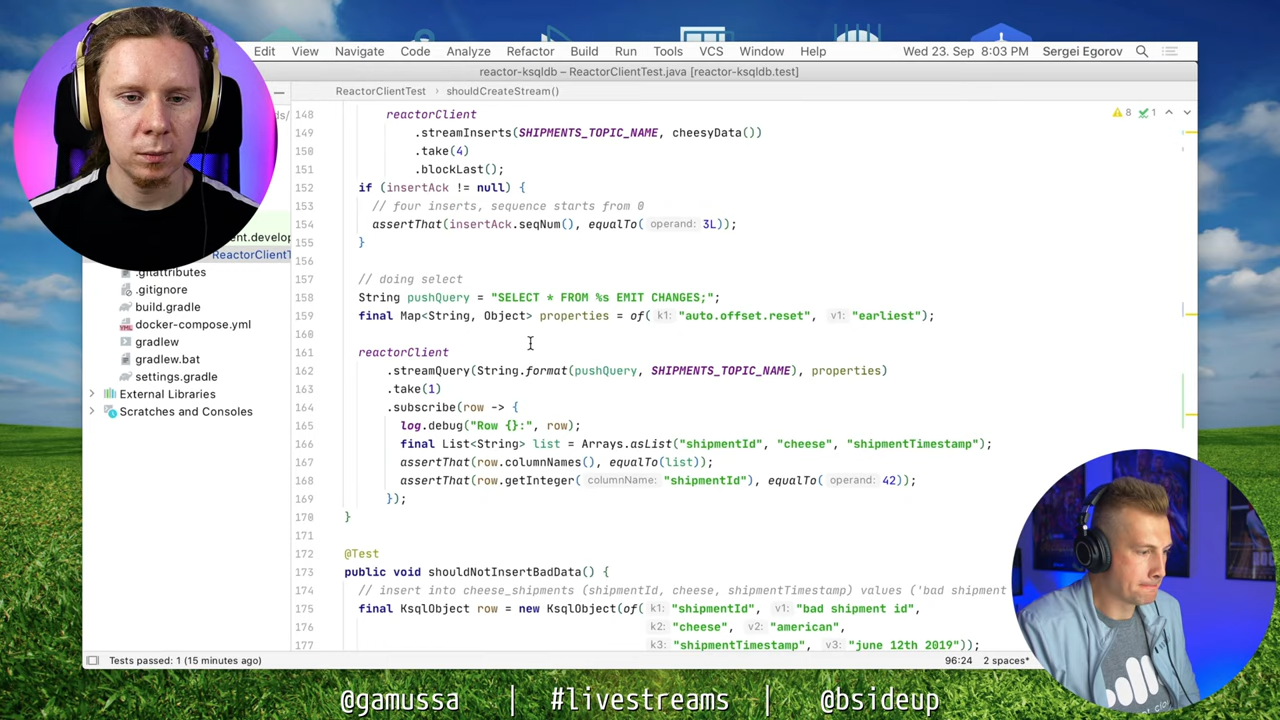 Edit View Navigate Code Analyze Refactor Build Run Tools VCS Window Help Wed 23. Sep 8:03 PM Sergei Egorov
reactor-ksqldb – ReactorClientTest.java [reactor-ksqldb.test]
ReactorClientTest › shouldCreateStream()
ReactorClientT
.gitattributes
.gitignore
build.gradle
docker-compose.yml
gradlew
gradlew.bat
settings.gradle
External Libraries
Scratches and Consoles
8 1
148 reactorClient
149 .streamInserts(SHIPMENTS_TOPIC_NAME, cheesyData())
150 .take(4)
151 .blockLast();
152 if (insertAck != null) {
153 // four inserts, sequence starts from 0
154 assertThat(insertAck.seqNum(), equalTo( operand: 3L));
155 }
156
157 // doing select
158 String pushQuery = "SELECT * FROM %s EMIT CHANGES;";
159 final Map<String, Object> properties = of( k1: "auto.offset.reset", v1: "earliest");
160
161 reactorClient
162 .streamQuery(String.format(pushQuery, SHIPMENTS_TOPIC_NAME), properties)
163 .take(1)
164 .subscribe(row -> {
165 log.debug("Row {}:", row);
166 final List<String> list = Arrays.asList("shipmentId", "cheese", "shipmentTimestamp");
167 assertThat(row.columnNames(), equalTo(list));
168 assertThat(row.getInteger( columnName: "shipmentId"), equalTo( operand: 42));
169 });
170 }
171
172 @Test
173 public void shouldNotInsertBadData() {
174 // insert into cheese_shipments (shipmentId, cheese, shipmentTimestamp) values ('bad shipment
175 final KsqlObject row = new KsqlObject(of( k1: "shipmentId", v1: "bad shipment id",
176 k2: "cheese", v2: "american",
177 k3: "shipmentTimestamp", v3: "june 12th 2019"));
Tests passed: 1 (15 minutes ago) 96:24 2 spaces*
@gamussa | #livestreams | @bsideup